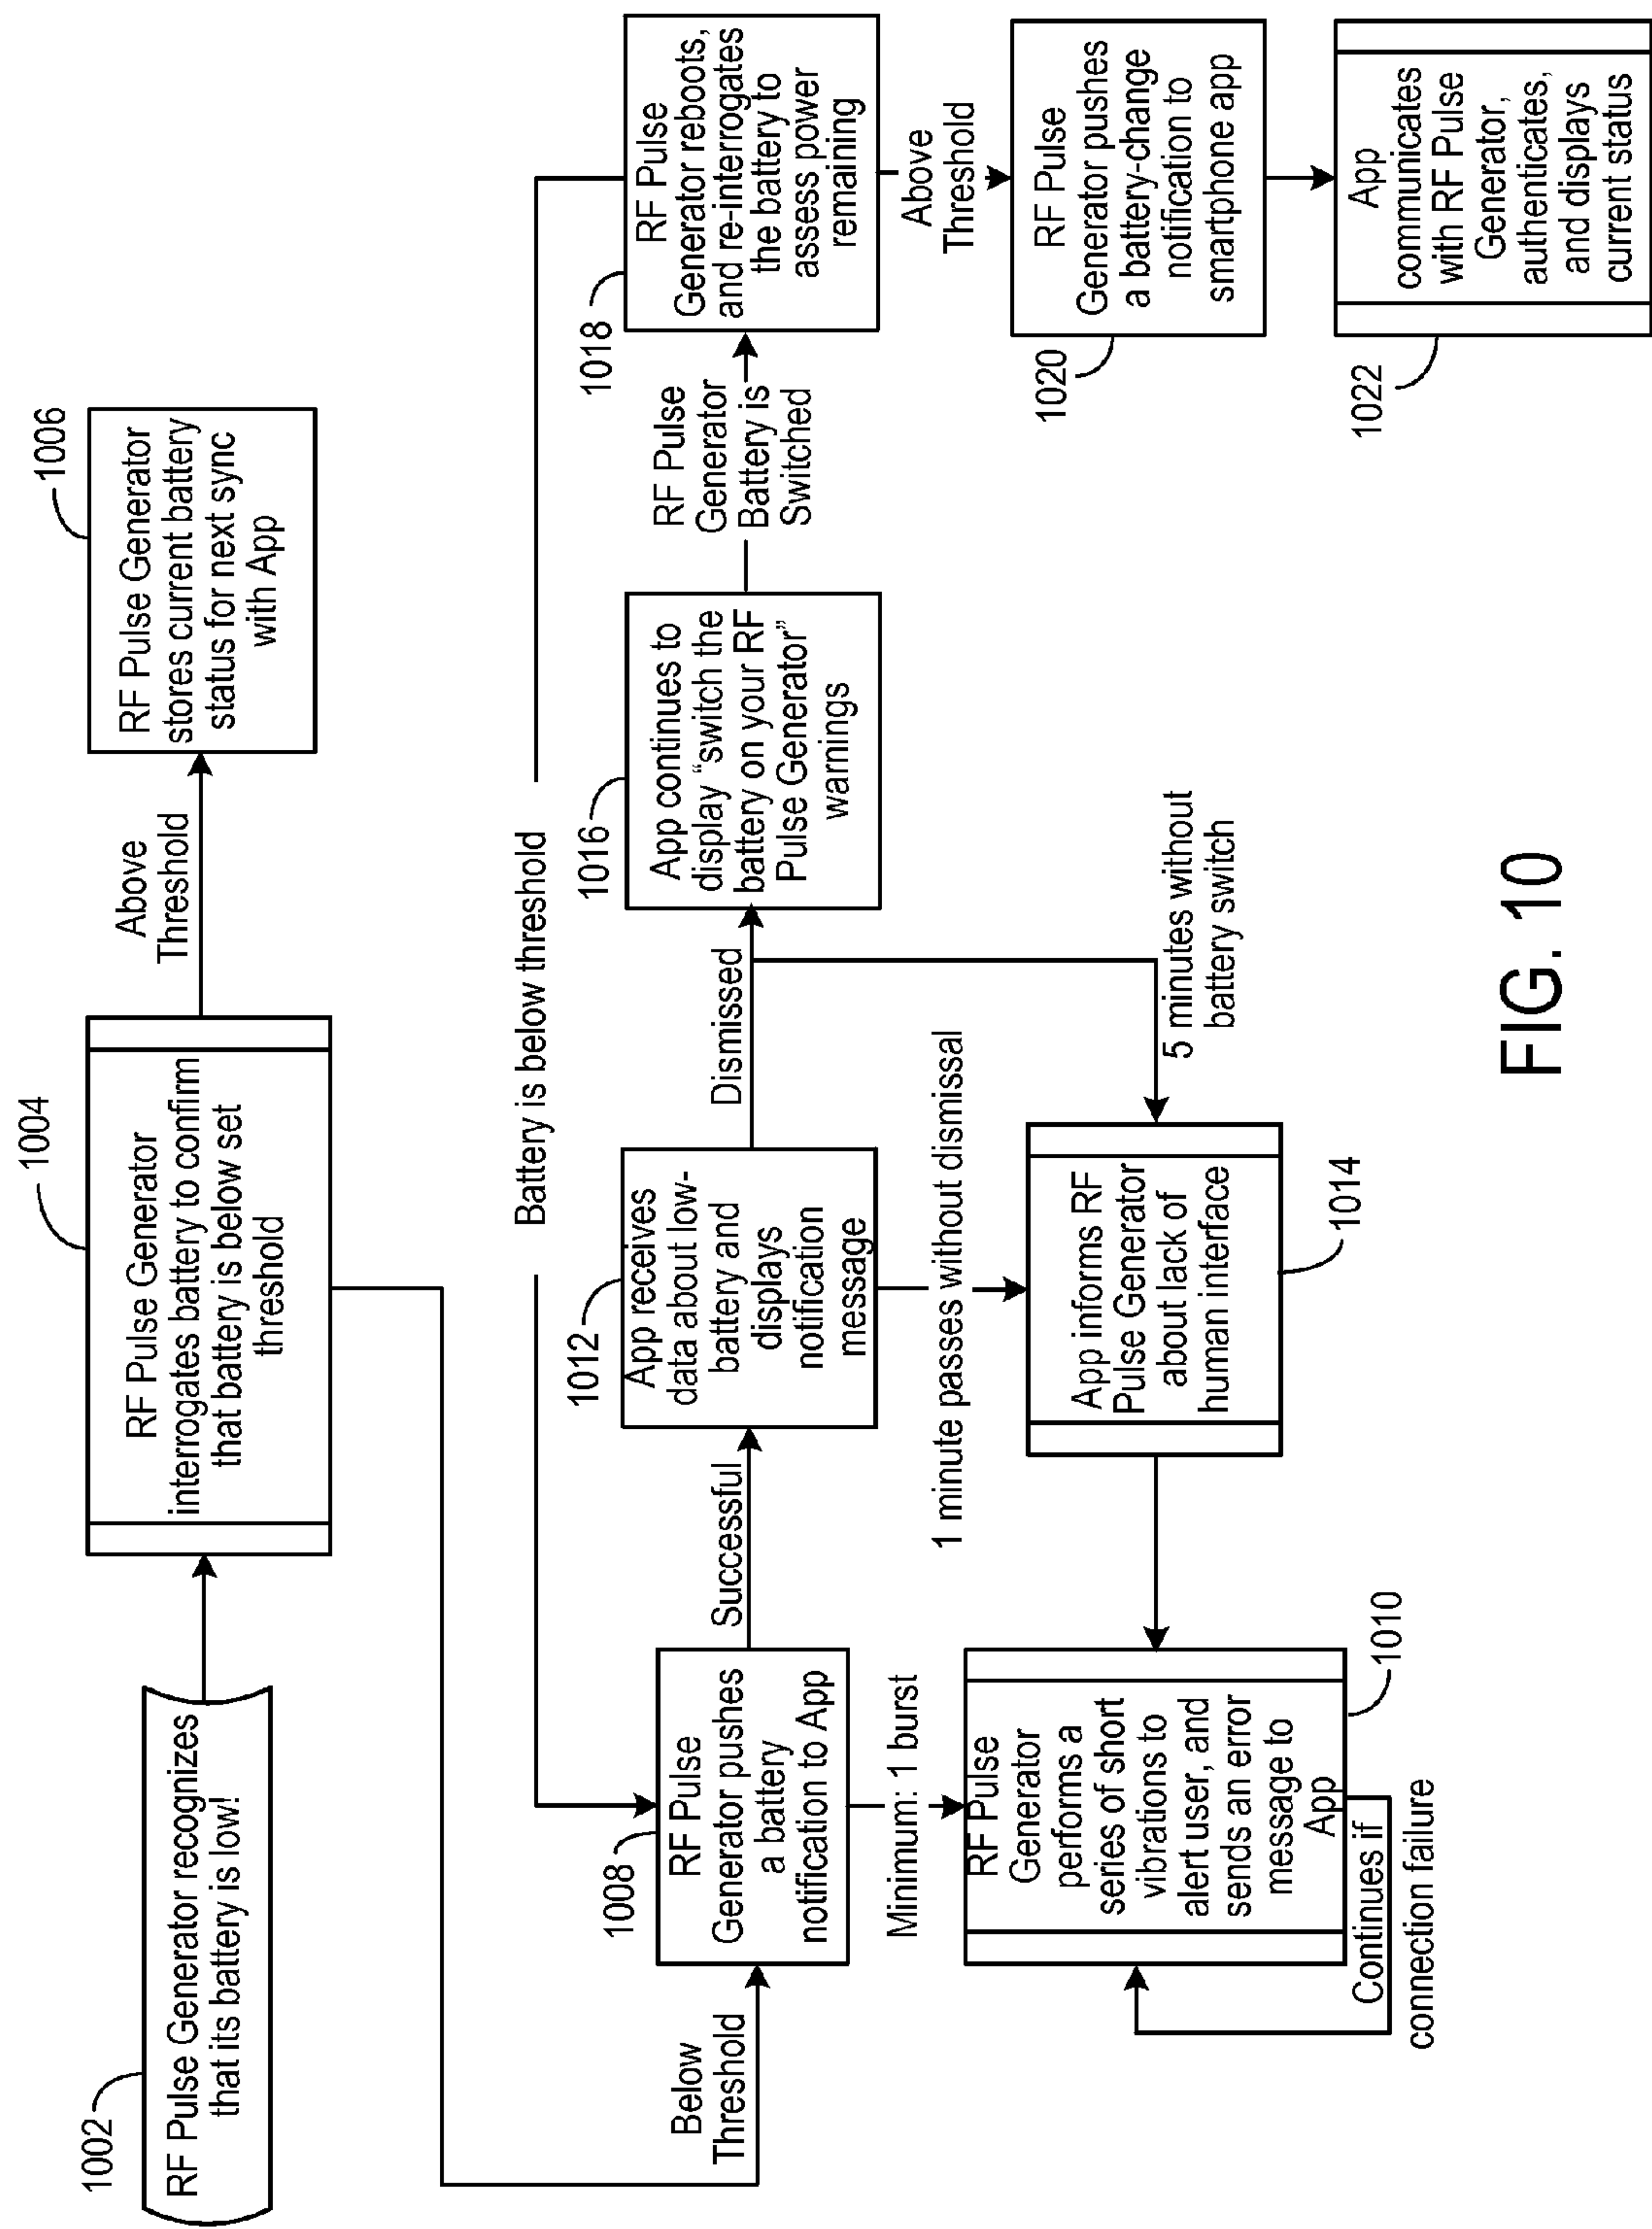 1002
RF Pulse Generator recognizes
that its battery is low!
1004
RF Pulse Generator
interrogates battery to confirm
that battery is below set
threshold
Above
Threshold
1006
RF Pulse Generator
stores current battery
status for next sync
with App
Below
Threshold
1008
RF Pulse
Generator pushes
a battery
notification to App
Battery is below threshold
Successful
1012
App receives
data about low-
battery and
displays
notification
message
Dismissed
1016
App continues to
display “switch the
battery on your RF
Pulse Generator”
warnings
RF Pulse
Generator
Battery is
Switched
1018
RF Pulse
Generator reboots,
and re-interrogates
the battery to
assess power
remaining
Minimum: 1 burst
1 minute passes without dismissal
5 minutes without
battery switch
Above
Threshold
RF Pulse
Generator
performs a
series of short
vibrations to
alert user, and
sends an error
message to
App
1010
Continues if
connection failure
App informs RF
Pulse Generator
about lack of
human interface
1014
1020
RF Pulse
Generator pushes
a battery-change
notification to
smartphone app
1022
App
communicates
with RF Pulse
Generator,
authenticates,
and displays
current status
FIG. 10